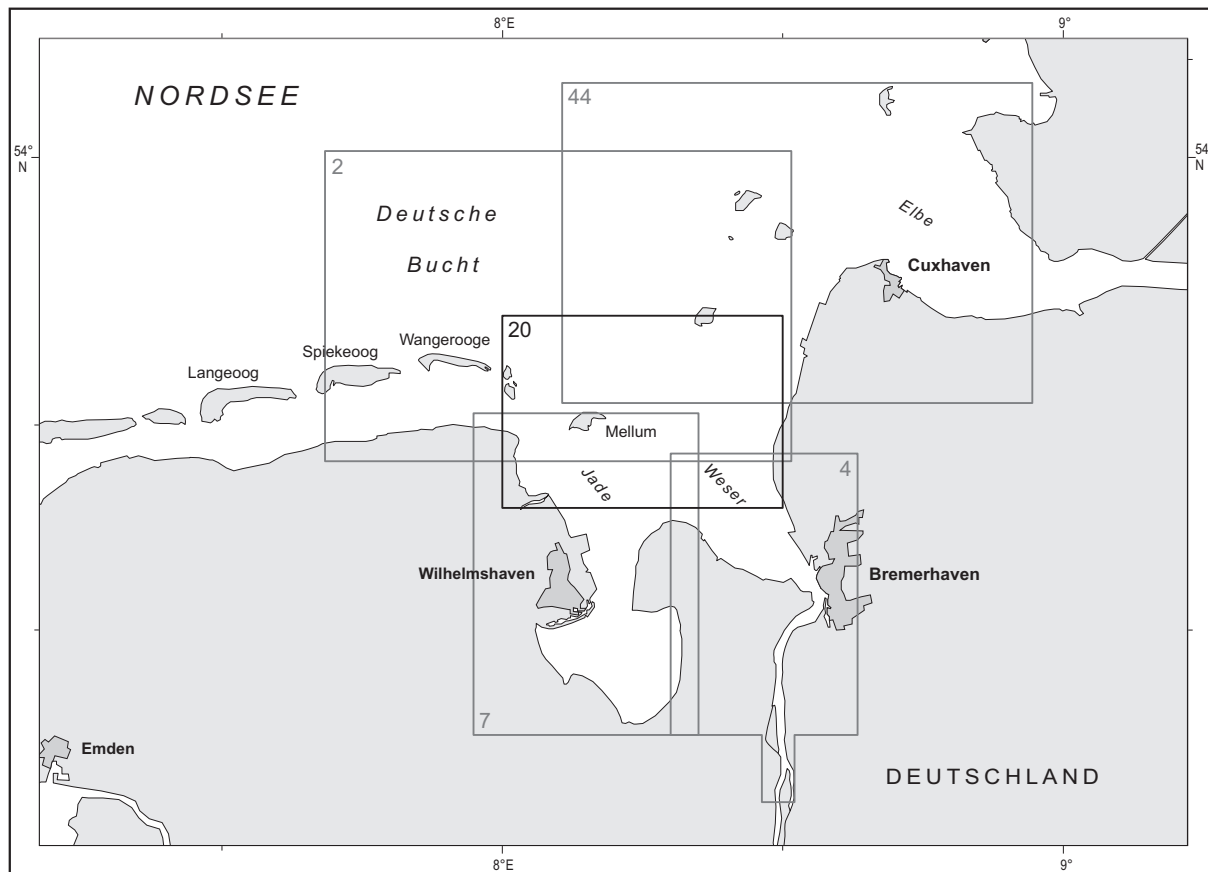 8°E
9°
NORDSEE
44
54°
N
54
N
2
Deutsche
Elbe
Bucht
Cuxhaven
20
Wangerooge
Spiekeoog
Langeoog
Mellum
Jade
Weser
4
Wilhelmshaven
Bremerhaven
7
Emden
DEUTSCHLAND
8°E
9°